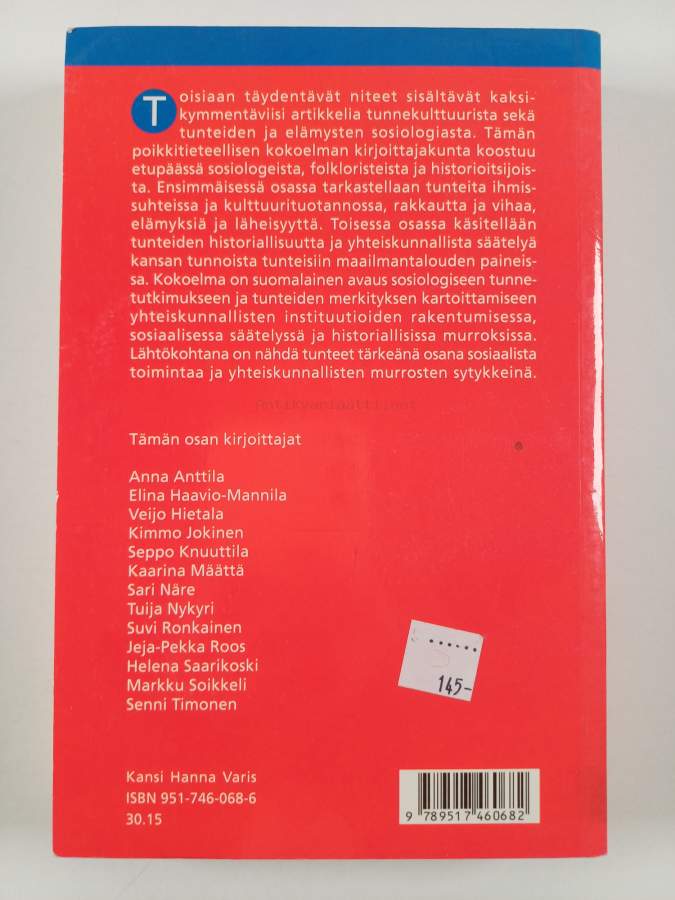 Toisiaan täydentävät niteet sisältävät kaksi-
kymmentäviisi artikkelia tunnekulttuurista sekä
tunteiden ja elämysten sosiologiasta. Tämän
poikkitieteellisen kokoelman kirjoittajakunta koostuu
etupäässä sosiologeista, folkloristeista ja historioitsijois-
ta. Ensimmäisessä osassa tarkastellaan tunteita ihmis-
suhteissa ja kulttuurituotannossa, rakkautta ja vihaa,
elämyksiä ja läheisyyttä. Toisessa osassa käsitellään
tunteiden historiallisuutta ja yhteiskunnallista säätelyä
kansan tunnoista tunteisiin maailmantalouden paineis-
sa. Kokoelma on suomalainen avaus sosiologiseen tunne-
tutkimukseen ja tunteiden merkityksen kartoittamiseen
yhteiskunnallisten instituutioiden rakentumisessa,
sosiaalisessa säätelyssä ja historiallisissa murroksissa.
Lähtökohtana on nähdä tunteet tärkeänä osana sosiaalista
toimintaa ja yhteiskunnallisten murrosten sytykkeinä.
Antikvariaatti.net
Tämän osan kirjoittajat
Anna Anttila
Elina Haavio-Mannila
Veijo Hietala
Kimmo Jokinen
Seppo Knuuttila
Kaarina Määttä
Sari Näre
Tuija Nykyri
Suvi Ronkainen
Jeja-Pekka Roos
Helena Saarikoski
Markku Soikkeli
Senni Timonen
145-
Kansi Hanna Varis
ISBN 951-746-068-6
30.15
9 789517 460682